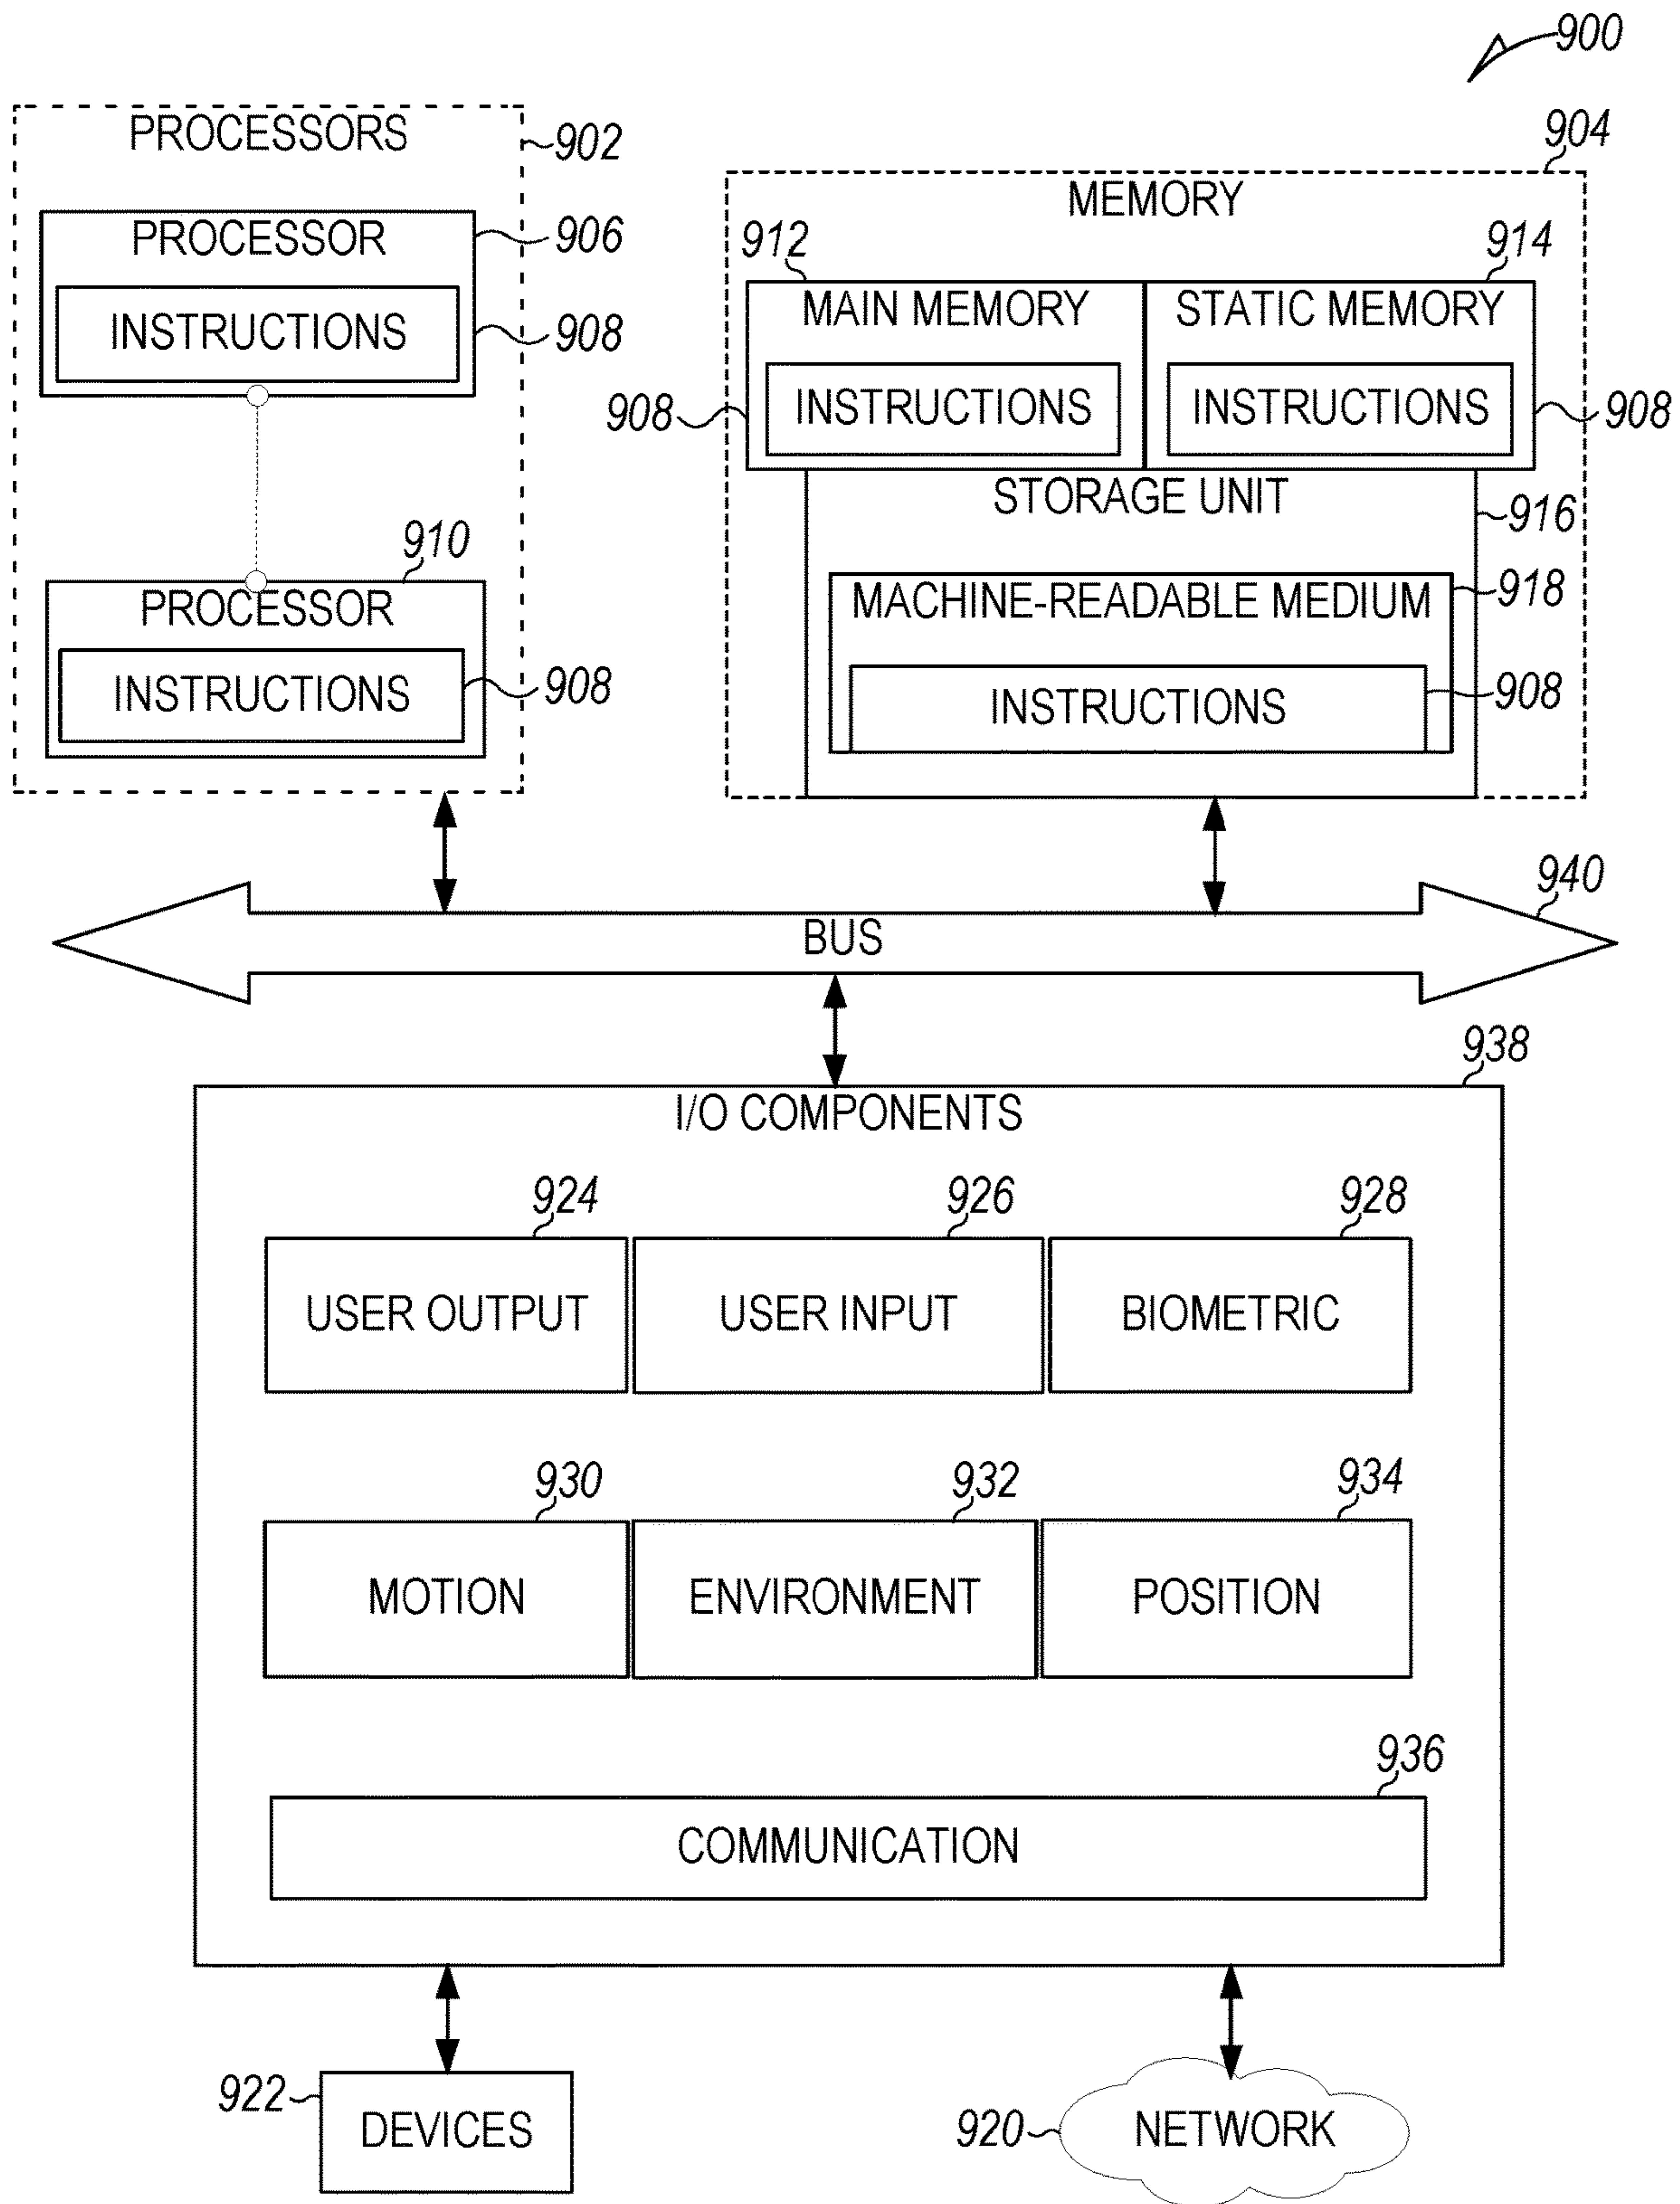 900
PROCESSORS
902
PROCESSOR
906
INSTRUCTIONS
908
910
PROCESSOR
INSTRUCTIONS
908
904
MEMORY
912
914
MAIN MEMORY
STATIC MEMORY
908
INSTRUCTIONS
INSTRUCTIONS
908
STORAGE UNIT
916
MACHINE-READABLE MEDIUM
918
INSTRUCTIONS
908
940
BUS
938
I/O COMPONENTS
924
926
928
USER OUTPUT
USER INPUT
BIOMETRIC
930
932
934
MOTION
ENVIRONMENT
POSITION
936
COMMUNICATION
922
DEVICES
920
NETWORK